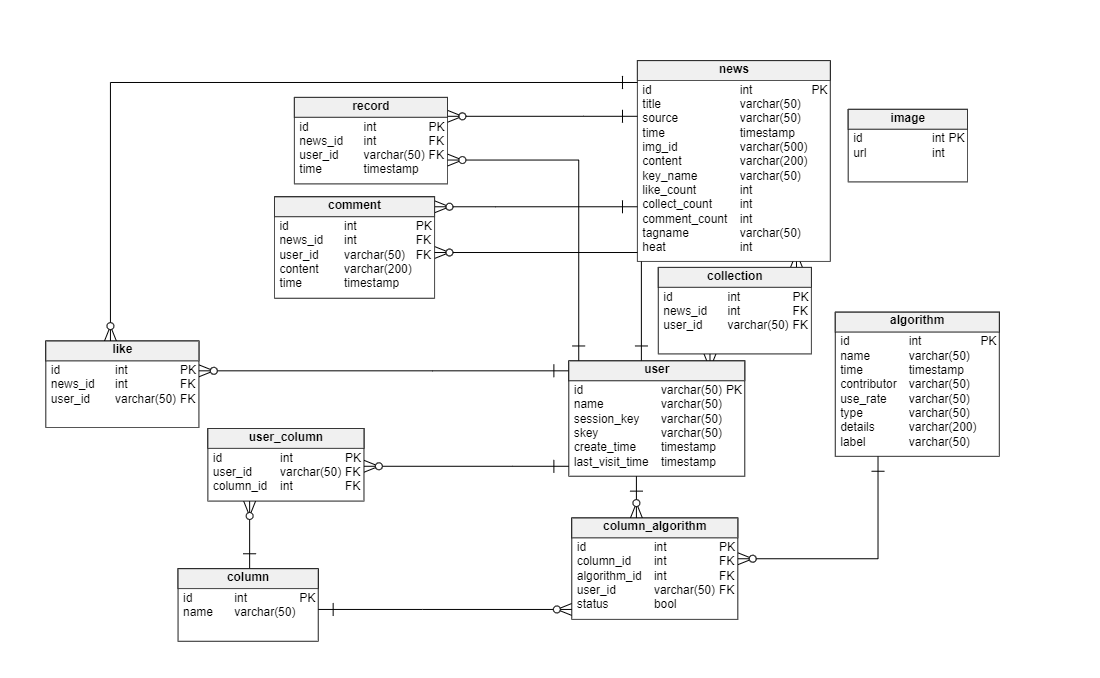 news
id int PK
title varchar(50)
source varchar(50)
time timestamp
img_id varchar(500)
content varchar(200)
key_name varchar(50)
like_count int
collect_count int
comment_count int
tagname varchar(50)
heat int
record
id int PK
news_id int FK
user_id varchar(50) FK
time timestamp
image
id int PK
url int
comment
id int PK
news_id int FK
user_id varchar(50) FK
content varchar(200)
time timestamp
collection
id int PK
news_id int FK
user_id varchar(50) FK
algorithm
id int PK
name varchar(50)
time timestamp
contributor varchar(50)
use_rate varchar(50)
type varchar(50)
details varchar(200)
label varchar(50)
like
id int PK
news_id int FK
user_id varchar(50) FK
user
id varchar(50) PK
name varchar(50)
session_key varchar(50)
skey varchar(50)
create_time timestamp
last_visit_time timestamp
user_column
id int PK
user_id varchar(50) FK
column_id int FK
column_algorithm
id int PK
column_id int FK
algorithm_id int FK
user_id varchar(50) FK
status bool
column
id int PK
name varchar(50)